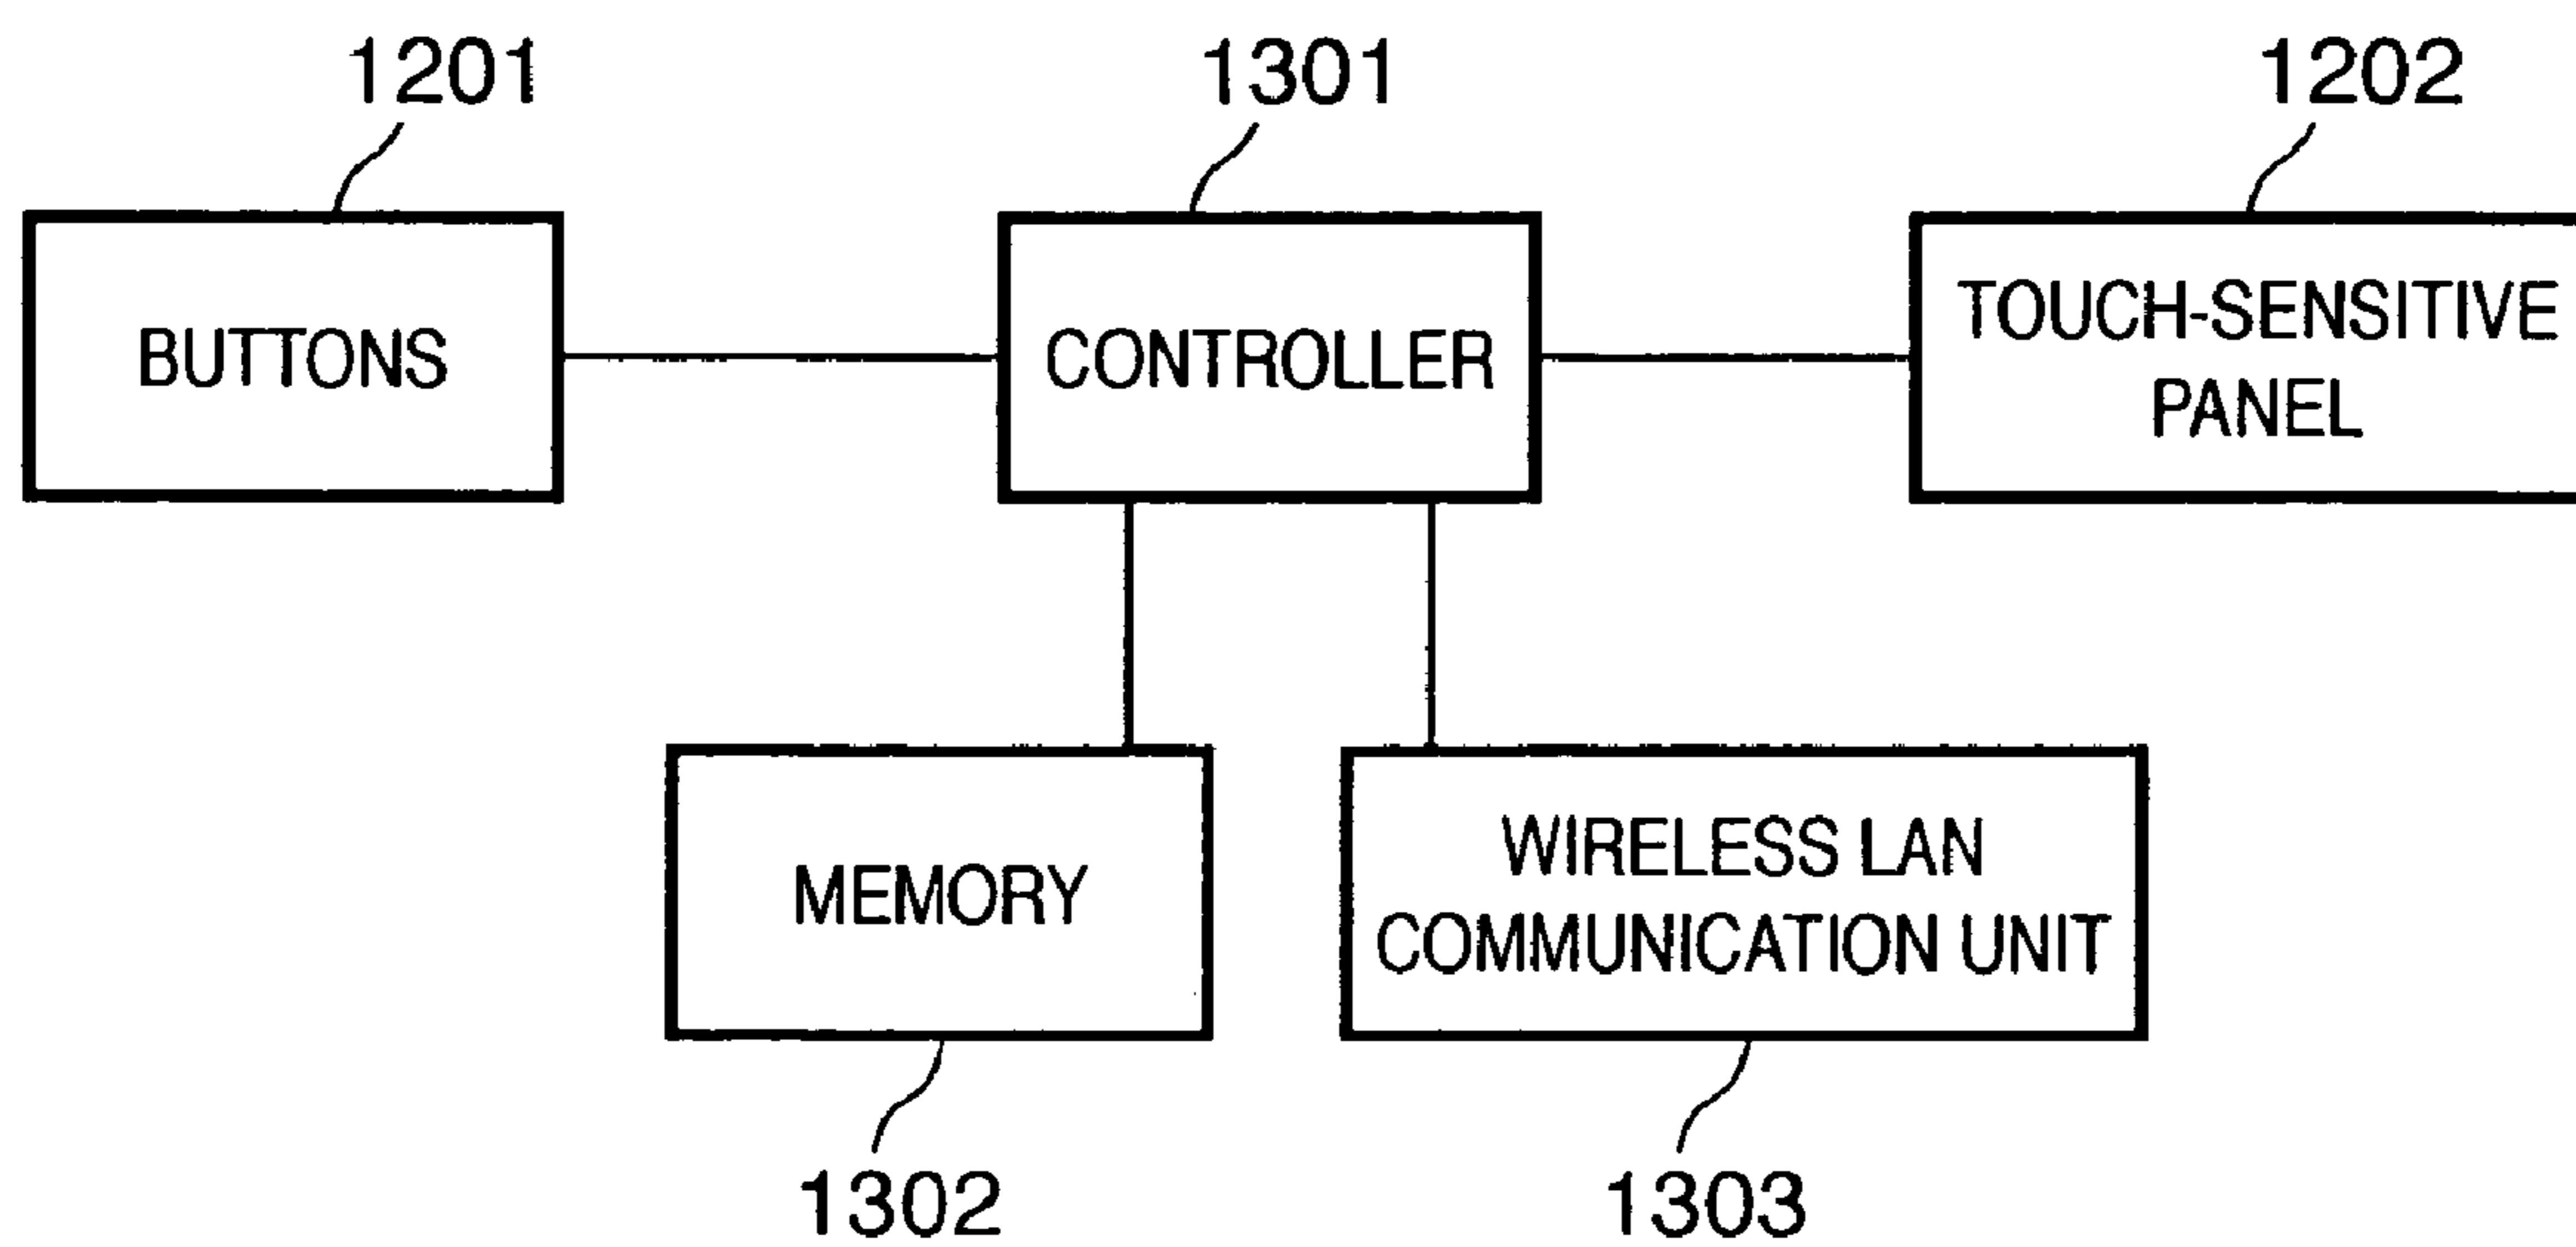 1201
1301
1202
BUTTONS
CONTROLLER
TOUCH-SENSITIVE
PANEL
MEMORY
WIRELESS LAN
COMMUNICATION UNIT
1302
1303